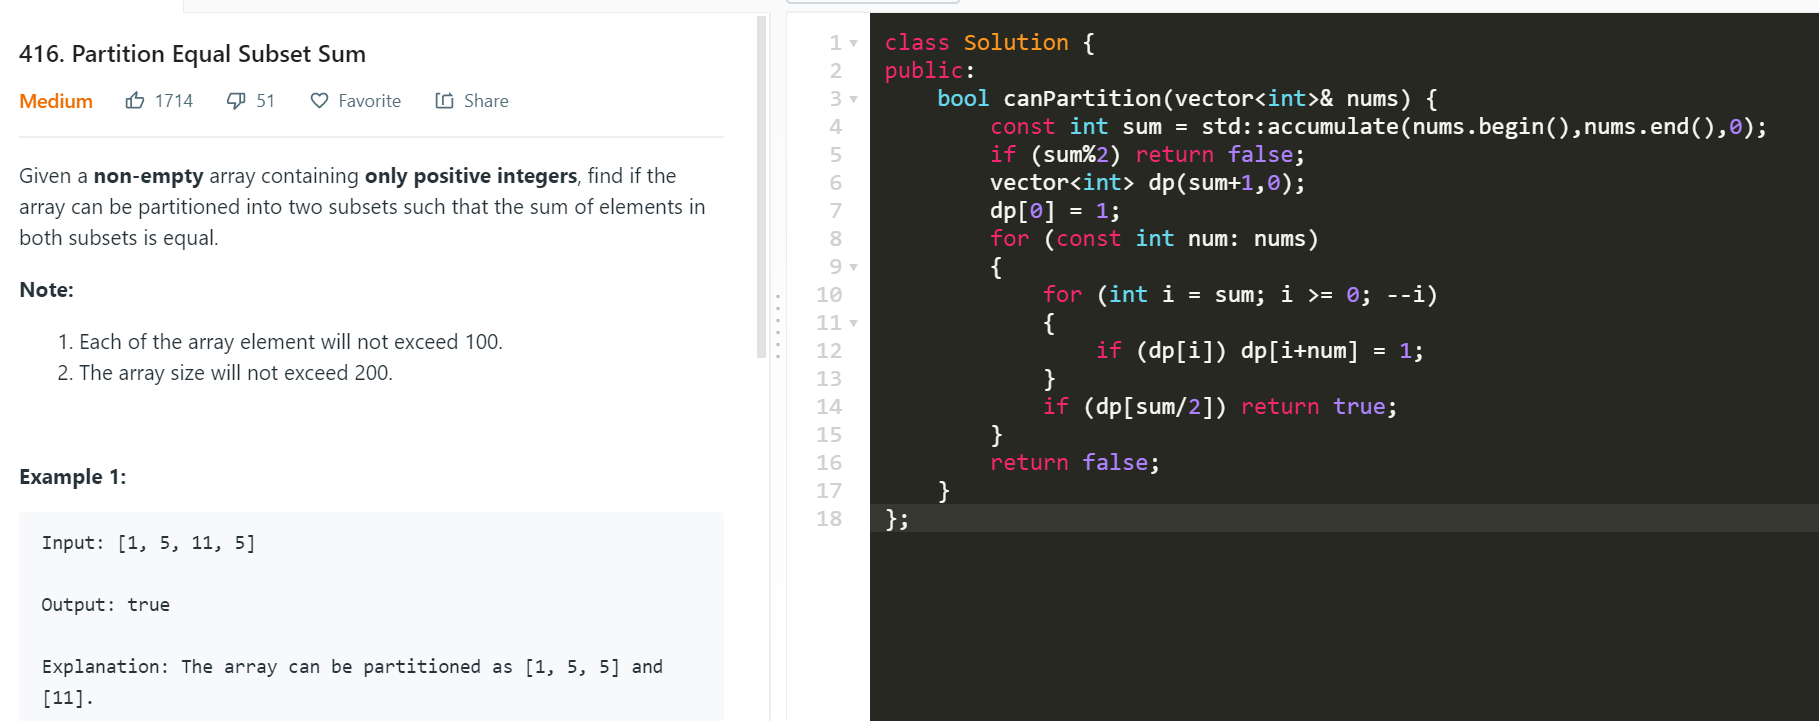 416. Partition Equal Subset Sum
Medium 1714 51 Favorite Share
Given a non-empty array containing only positive integers, find if the
array can be partitioned into two subsets such that the sum of elements in
both subsets is equal.
Note:
1. Each of the array element will not exceed 100.
2. The array size will not exceed 200.
Example 1:
Input: [1, 5, 11, 5]
Output: true
Explanation: The array can be partitioned as [1, 5, 5] and
[11].
1 class Solution {
2 public:
3     bool canPartition(vector<int>& nums) {
4         const int sum = std::accumulate(nums.begin(),nums.end(),0);
5         if (sum%2) return false;
6         vector<int> dp(sum+1,0);
7         dp[0] = 1;
8         for (const int num: nums)
9         {
10             for (int i = sum; i >= 0; --i)
11             {
12                 if (dp[i]) dp[i+num] = 1;
13             }
14             if (dp[sum/2]) return true;
15         }
16         return false;
17     }
18 };